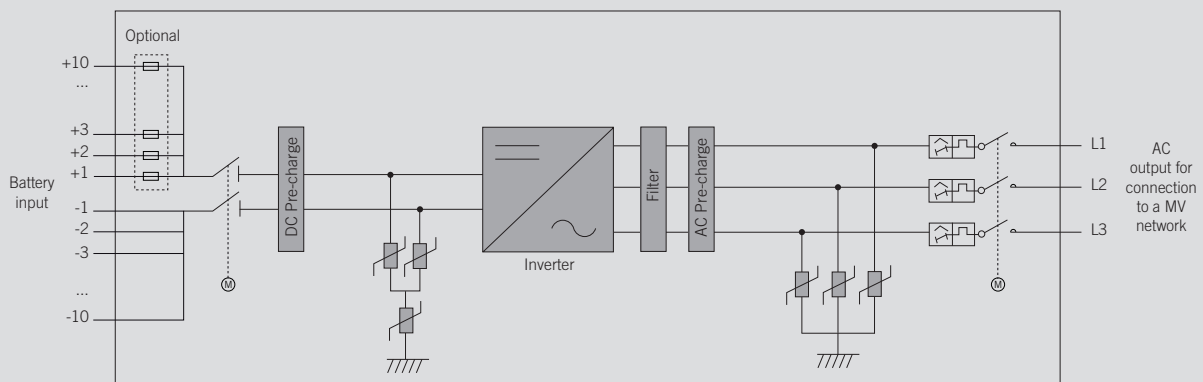 Optional
+10
...
+3
+2
+1
Battery
input
-1
-2
-3
...
-10
M
DC Pre-charge
Inverter
Filter
AC Pre-charge
M
L1
L2
L3
AC
output for
connection
to a MV
network